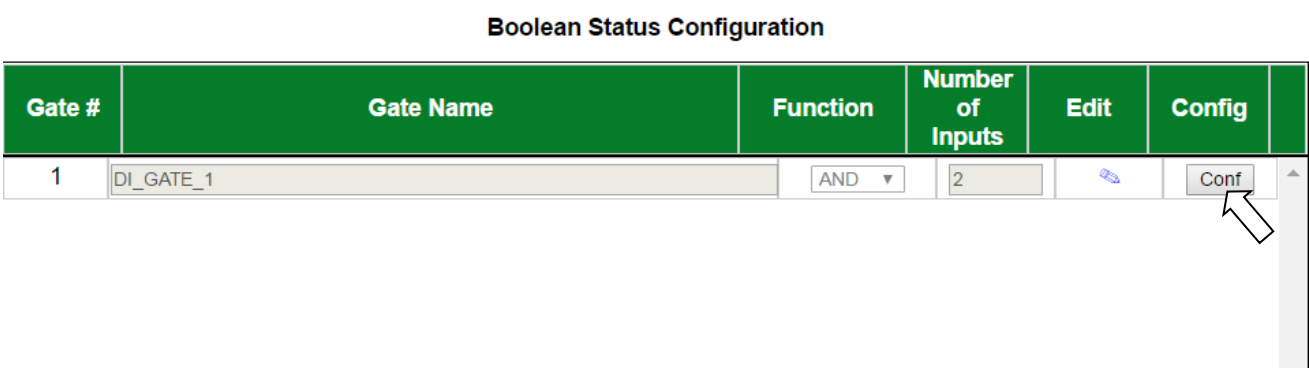 Boolean Status Configuration
Gate # Gate Name Function Number of Inputs Edit Config
1 DI_GATE_1 AND 2 Conf